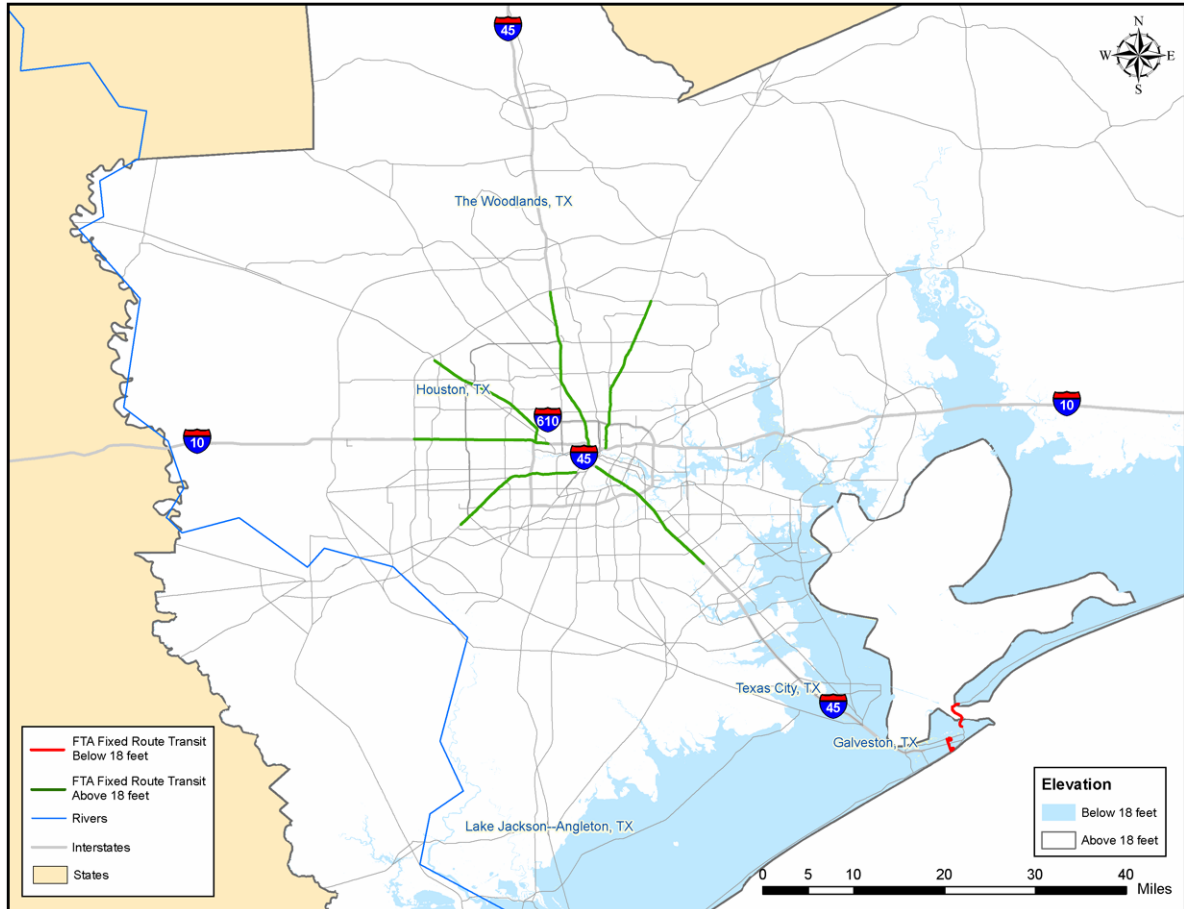 45
N
W E
S
The Woodlands, TX
Houston, TX
610
10
10
45
Texas City, TX
45
Galveston, TX
Lake Jackson--Angleton, TX
FTA Fixed Route Transit
Below 18 feet
FTA Fixed Route Transit
Above 18 feet
Rivers
Interstates
States
Elevation
Below 18 feet
Above 18 feet
0 5 10 20 30 40
Miles